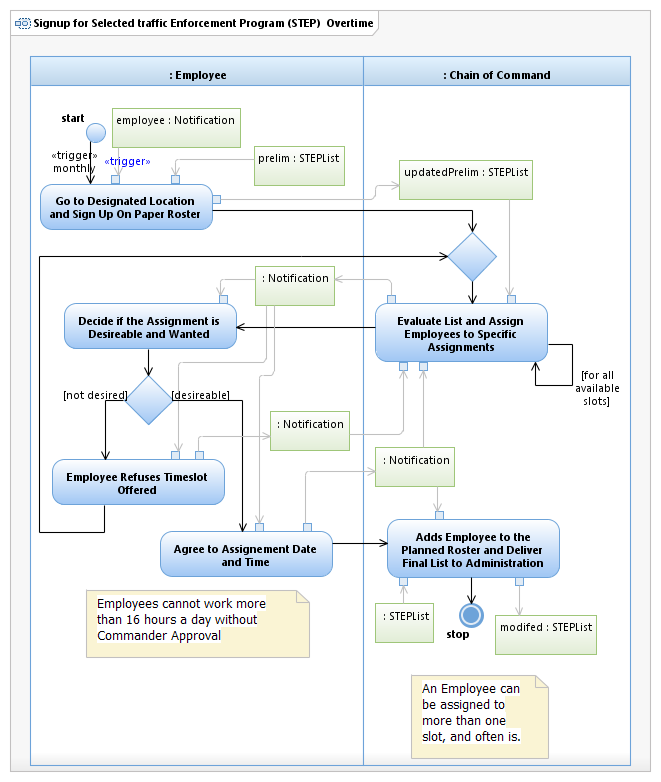 Signup for Selected traffic Enforcement Program (STEP)  Overtime
: Employee
: Chain of Command
start
employee : Notification
«trigger»
monthly
«trigger»
prelim : STEPList
updatedPrelim : STEPList
Go to Designated Location
and Sign Up On Paper Roster
: Notification
Decide if the Assignment is
Desireable and Wanted
Evaluate List and Assign
Employees to Specific
Assignments
[for all
available
slots]
[not desired]
[desireable]
: Notification
: Notification
Employee Refuses Timeslot
Offered
Agree to Assignement Date
and Time
Adds Employee to the
Planned Roster and Deliver
Final List to Administration
Employees cannot work more
than 16 hours a day without
Commander Approval
: STEPList
stop
modifed : STEPList
An Employee can
be assigned to
more than one
slot, and often is.